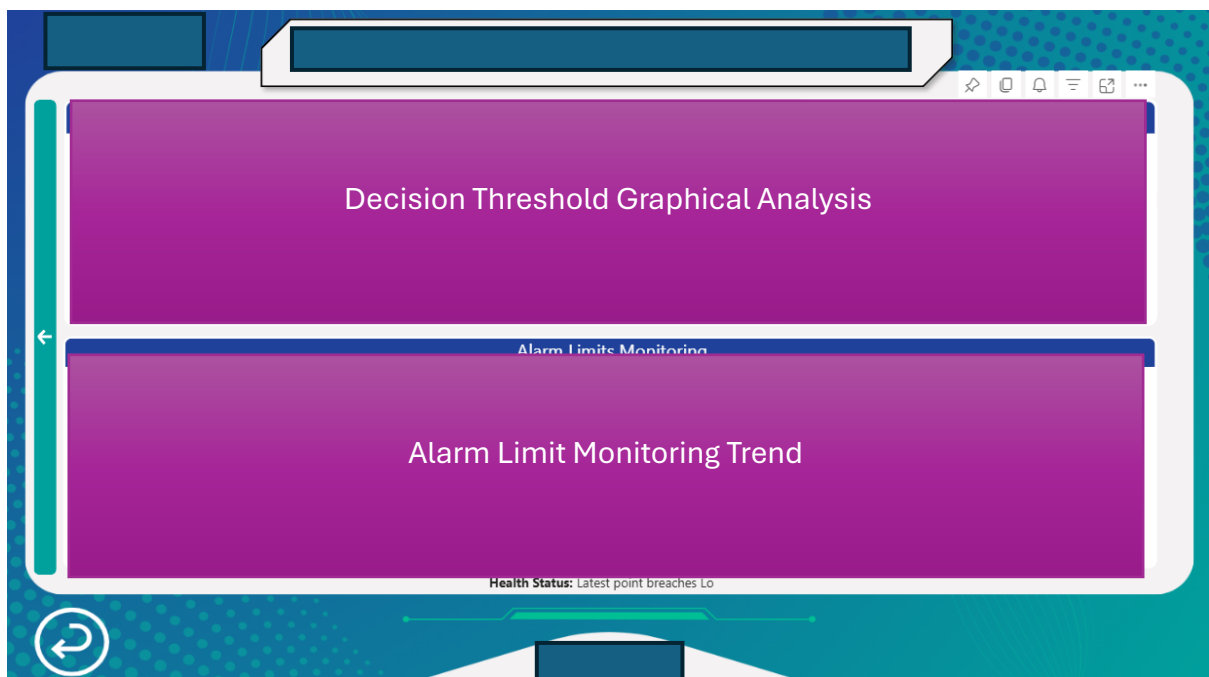 Decision Threshold Graphical Analysis
Alarm Limits Monitoring
Alarm Limit Monitoring Trend
Health Status: Latest point breaches Lo